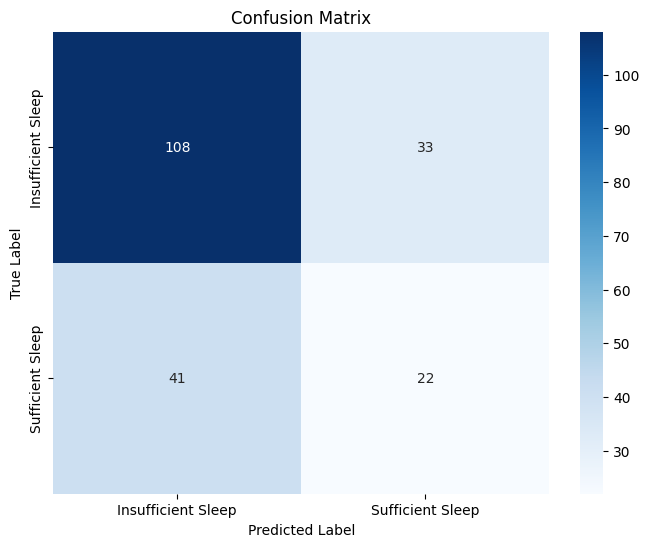 Confusion Matrix
Insufficient Sleep
Sufficient Sleep
True Label
108
33
41
22
Insufficient Sleep
Sufficient Sleep
Predicted Label
100
90
80
70
60
50
40
30